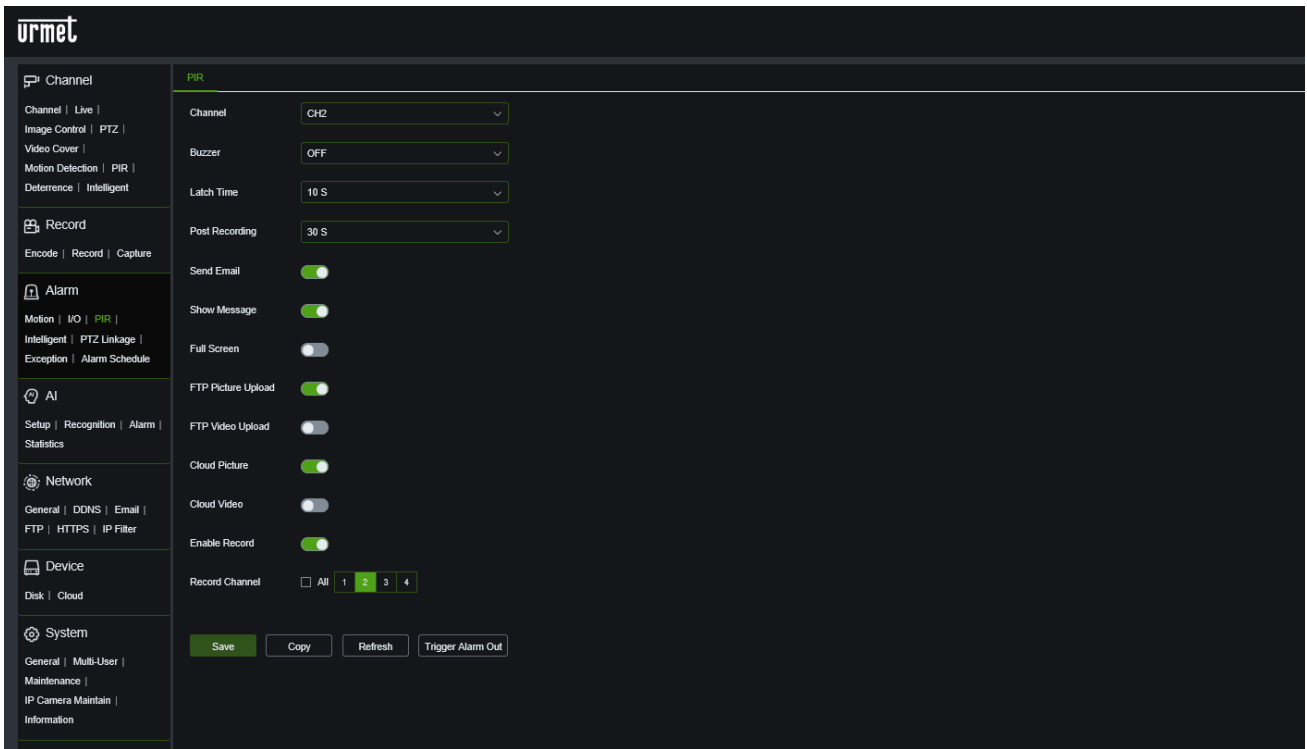 urmet
Channel
Channel | Live |
Image Control | PTZ |
Video Cover |
Motion Detection | PIR |
Deterrence | Intelligent
Record
Encode | Record | Capture
Alarm
Motion | I/O | PIR |
Intelligent | PTZ Linkage |
Exception | Alarm Schedule
AI
Setup | Recognition | Alarm |
Statistics
Network
General | DDNS | Email |
FTP | HTTPS | IP Filter
Device
Disk | Cloud
System
General | Multi-User |
Maintenance |
IP Camera Maintain |
Information
PIR
Channel CH2
Buzzer OFF
Latch Time 10 S
Post Recording 30 S
Send Email
Show Message
Full Screen
FTP Picture Upload
FTP Video Upload
Cloud Picture
Cloud Video
Enable Record
Record Channel All 1 2 3 4
Save Copy Refresh Trigger Alarm Out